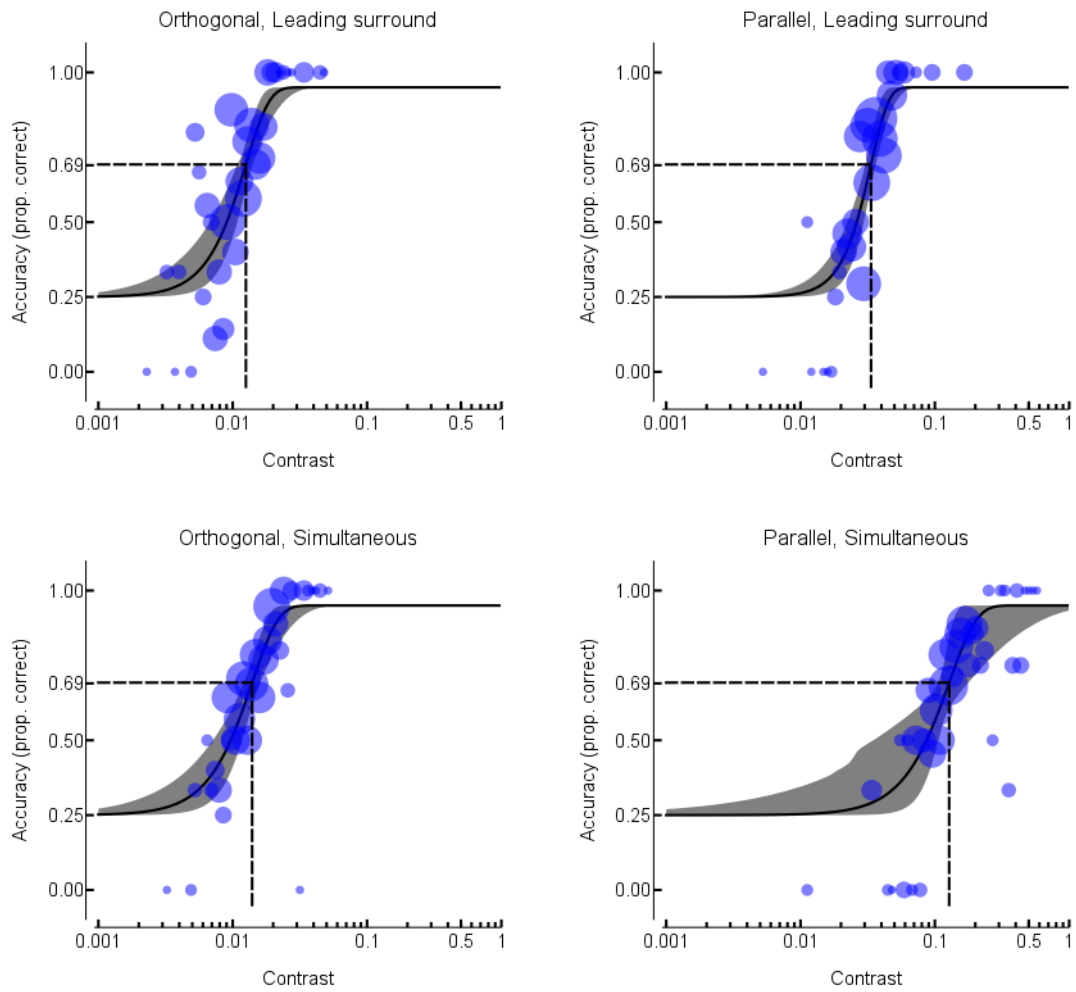 Orthogonal, Leading surround
Accuracy (prop. correct)
1.00
0.69
0.50
0.25
0.00
0.001 0.01 0.1 0.5 1
Contrast
Parallel, Leading surround
Accuracy (prop. correct)
1.00
0.69
0.50
0.25
0.00
0.001 0.01 0.1 0.5 1
Contrast
Orthogonal, Simultaneous
Accuracy (prop. correct)
1.00
0.69
0.50
0.25
0.00
0.001 0.01 0.1 0.5 1
Contrast
Parallel, Simultaneous
Accuracy (prop. correct)
1.00
0.69
0.50
0.25
0.00
0.001 0.01 0.1 0.5 1
Contrast